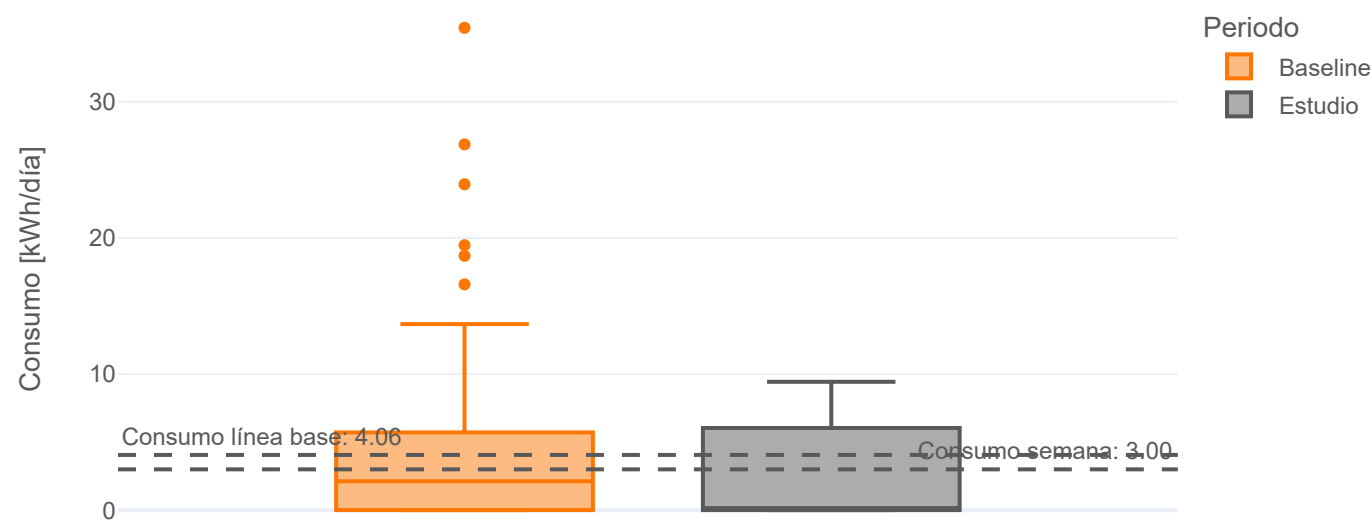 Periodo
Baseline
Estudio
Consumo [kWh/día]
30
20
10
0
Consumo línea base: 4.06
Consumo semana: 3.00